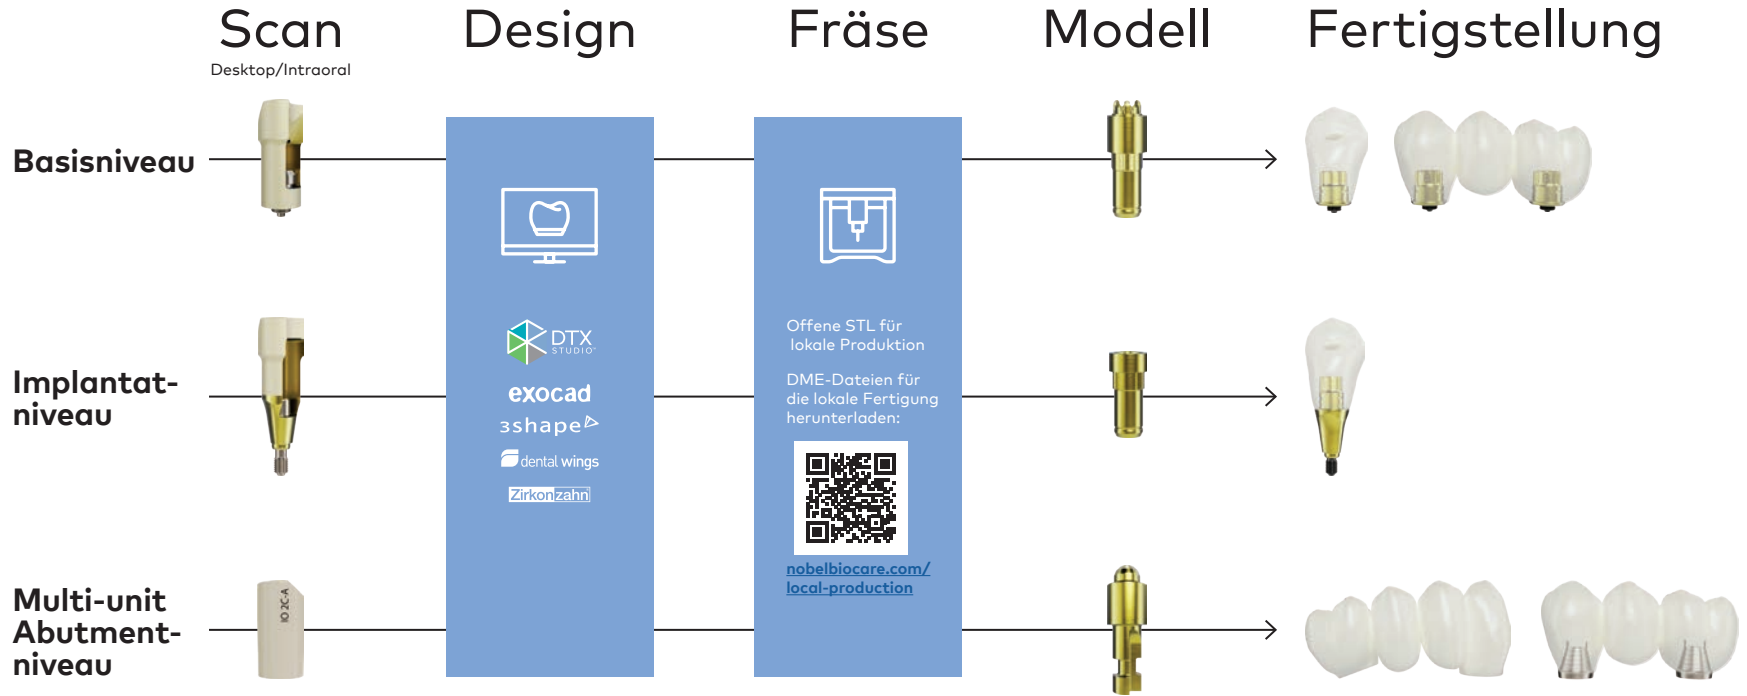 Scan
Desktop/Intraoral
Design
Fräse
Modell
Fertigstellung
Basisniveau
Implantat-
niveau
Multi-unit
Abutment-
niveau
IO 2C-A
DTX
STUDIO™
exocad
3shape
dental wings
Zirkonzahn
Offene STL für
lokale Produktion
DME-Dateien für
die lokale Fertigung
herunterladen:
nobelbiocare.com/
local-production